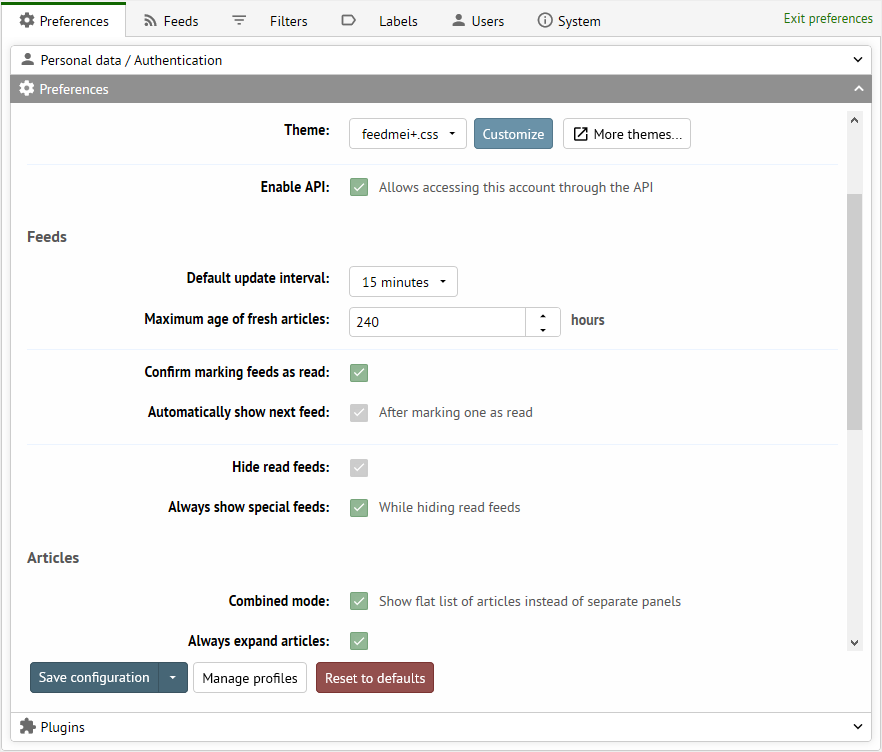 Preferences Feeds Filters Labels Users System Exit preferences
Personal data / Authentication
Preferences
Theme: feedmei+.css Customize More themes...
Enable API: Allows accessing this account through the API
Feeds
Default update interval: 15 minutes
Maximum age of fresh articles: 240 hours
Confirm marking feeds as read:
Automatically show next feed: After marking one as read
Hide read feeds:
Always show special feeds: While hiding read feeds
Articles
Combined mode: Show flat list of articles instead of separate panels
Always expand articles:
Save configuration Manage profiles Reset to defaults
Plugins